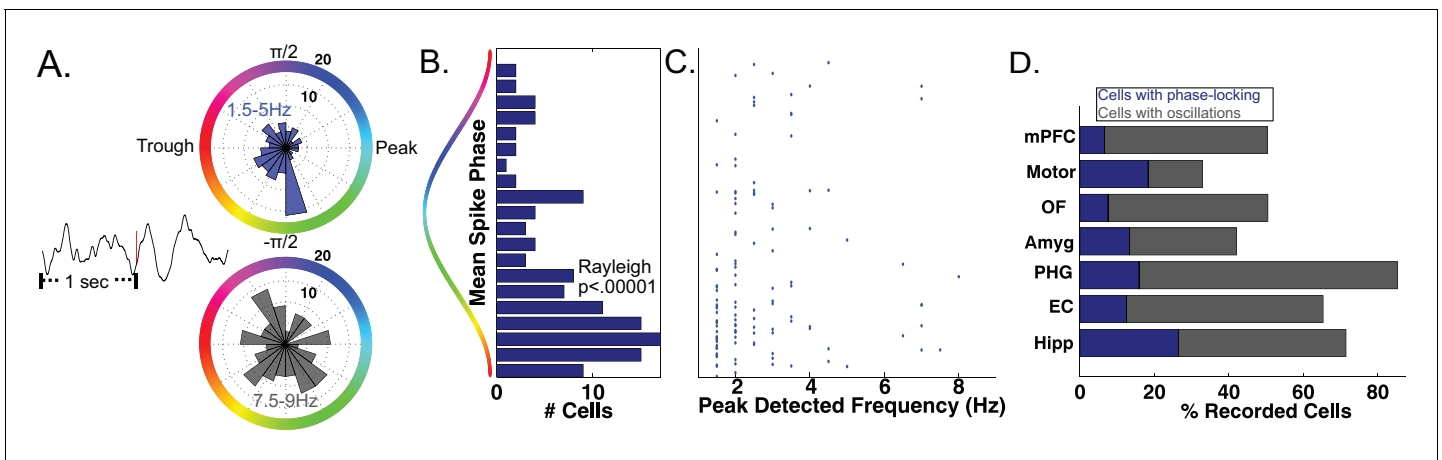 A.
π/2
20
10
1.5-5Hz
Trough
Peak
-π/2
1 sec
20
10
7.5-9Hz
B.
Mean Spike Phase
Rayleigh
p<.00001
0
10
# Cells
C.
2
4
6
8
Peak Detected Frequency (Hz)
D.
Cells with phase-locking
Cells with oscillations
mPFC
Motor
OF
Amyg
PHG
EC
Hipp
0
20
40
60
80
% Recorded Cells